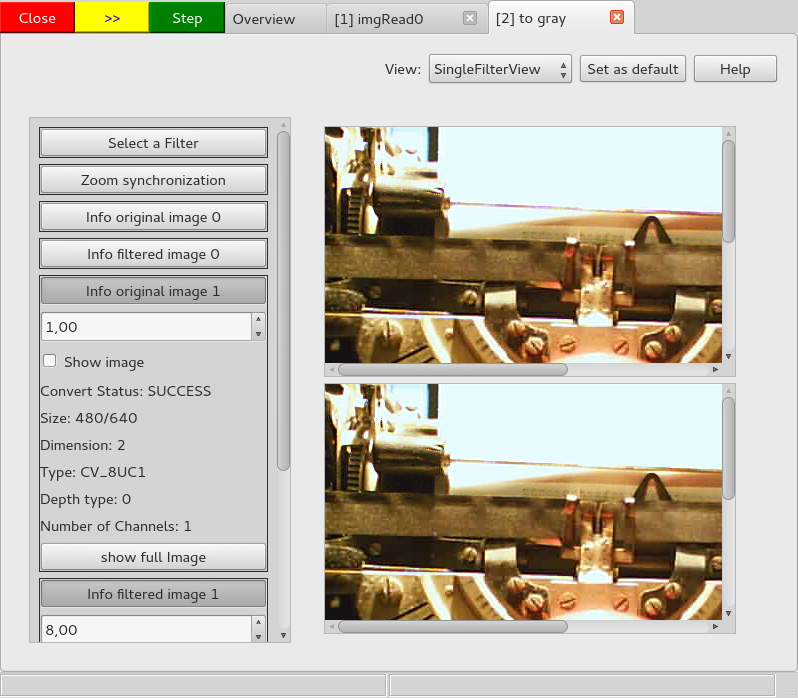 Close >> Step Overview [1] imgRead0 [2] to gray
View: SingleFilterView Set as default Help
Select a Filter
Zoom synchronization
Info original image 0
Info filtered image 0
Info original image 1
1,00
Show image
Convert Status: SUCCESS
Size: 480/640
Dimension: 2
Type: CV_8UC1
Depth type: 0
Number of Channels: 1
show full Image
Info filtered image 1
8,00